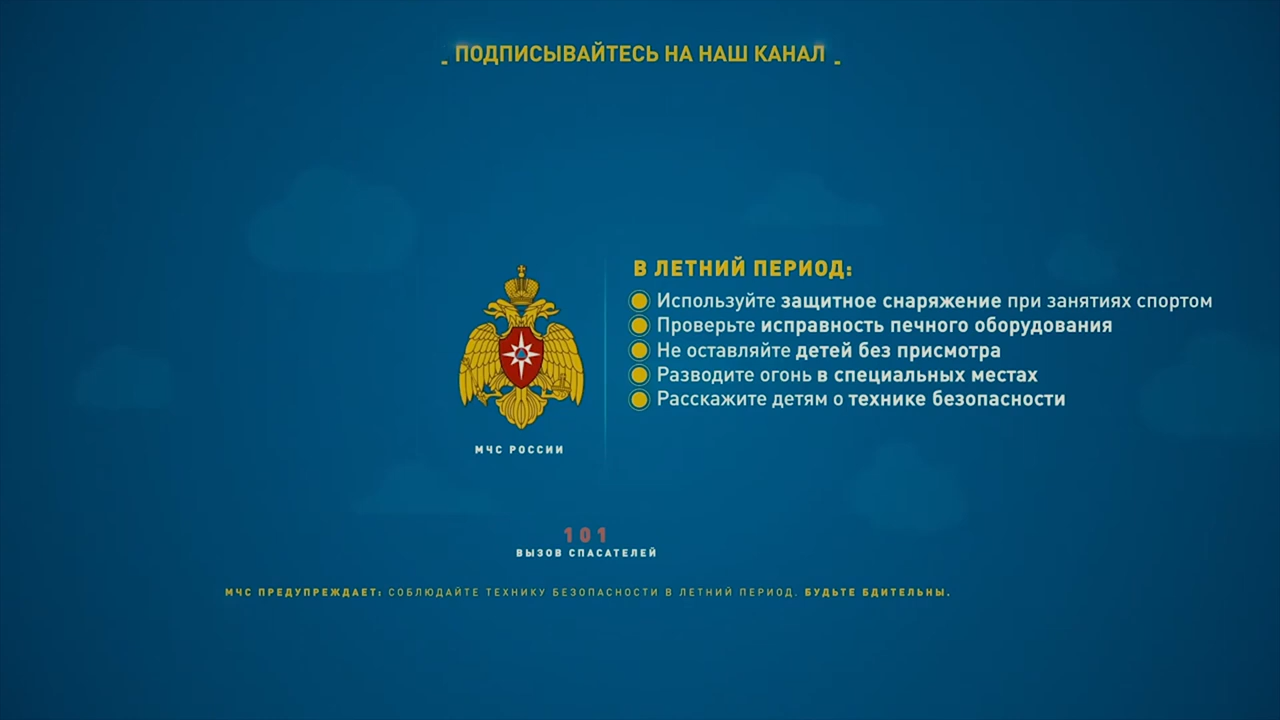 _ ПОДПИСЫВАЙТЕСЬ НА НАШ КАНАЛ _
В ЛЕТНИЙ ПЕРИОД:
Используйте защитное снаряжение при занятиях спортом
Проверьте исправность печного оборудования
Не оставляйте детей без присмотра
Разводите огонь в специальных местах
Расскажите детям о технике безопасности
МЧС РОССИИ
101
ВЫЗОВ СПАСАТЕЛЕЙ
МЧС ПРЕДУПРЕЖДАЕТ: СОБЛЮДАЙТЕ ТЕХНИКУ БЕЗОПАСНОСТИ В ЛЕТНИЙ ПЕРИОД. БУДЬТЕ БДИТЕЛЬНЫ.